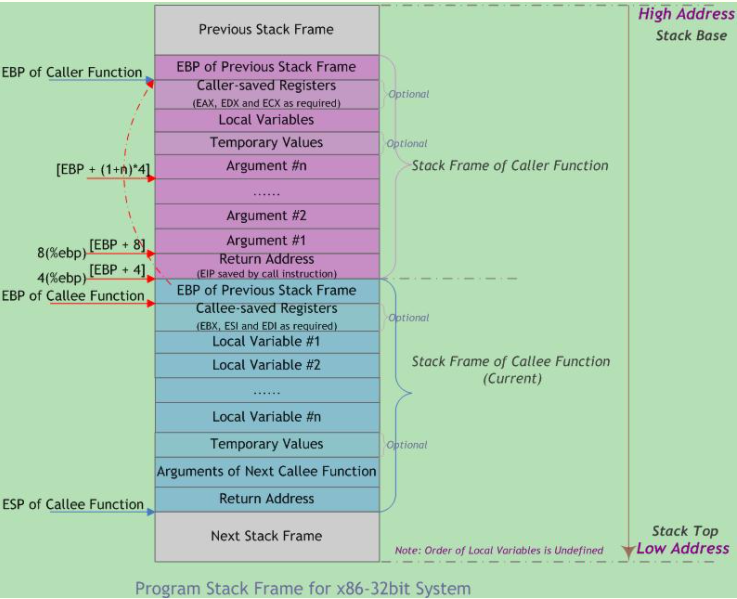 High Address
Previous Stack Frame
Stack Base
EBP of Previous Stack Frame
EBP of Caller Function
Caller-saved Registers
(EAX, EDX and ECX as required)
Optional
Local Variables
Temporary Values
Optional
[EBP + (1+n)*4]
Argument #n
Stack Frame of Caller Function
......
Argument #2
Argument #1
8(%ebp)
[EBP + 8]
Return Address
(EIP saved by call instruction)
4(%ebp)
[EBP + 4]
EBP of Previous Stack Frame
EBP of Callee Function
Callee-saved Registers
(EBX, ESI and EDI as required)
Optional
Local Variable #1
Local Variable #2
Stack Frame of Callee Function
(Current)
......
Local Variable #n
Temporary Values
Optional
Arguments of Next Callee Function
Return Address
ESP of Callee Function
Next Stack Frame
Stack Top
Note: Order of Local Variables is Undefined
Low Address
Program Stack Frame for x86-32bit System